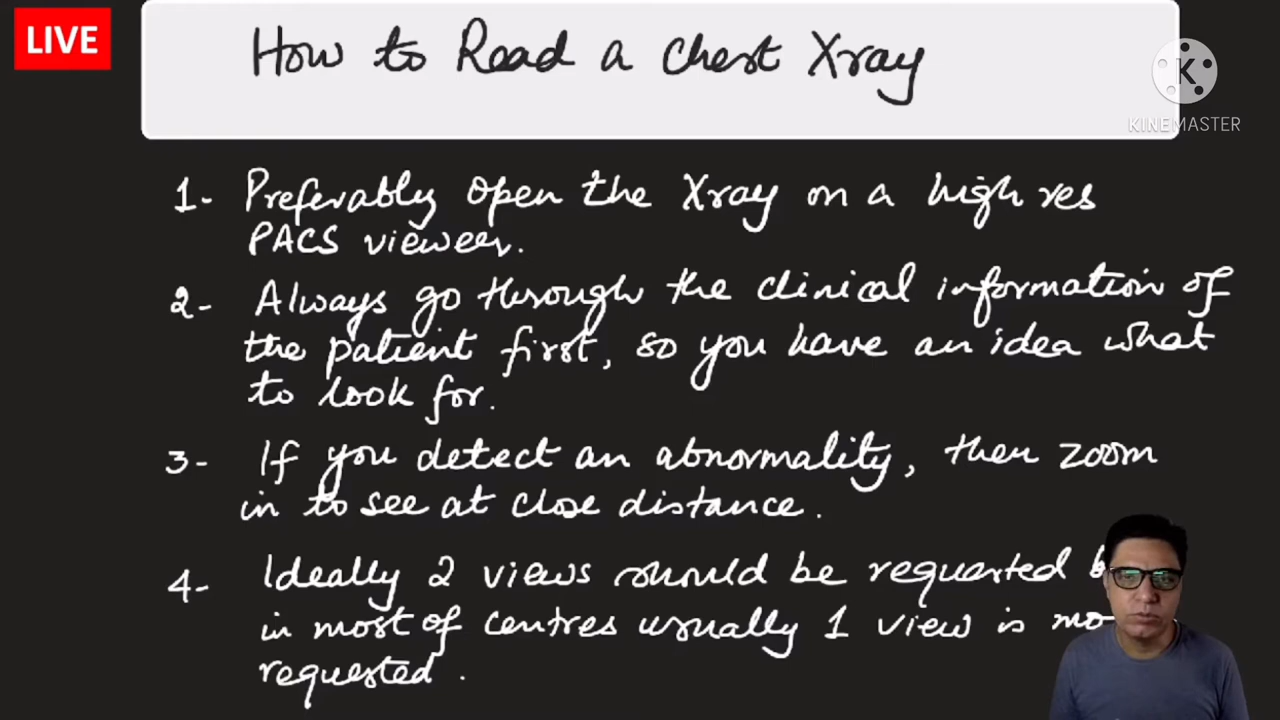 LIVE
How to Read a chest Xray
KINEMASTER
1- Preferably open the Xray on a high res
PACS viewer.
2- Always go through the clinical information of
the patient first, so you have an idea what
to look for.
3- If you detect an abnormality, then zoom
in to see at close distance.
4- Ideally 2 views should be requested
in most of centres usually 1 view is
requested.